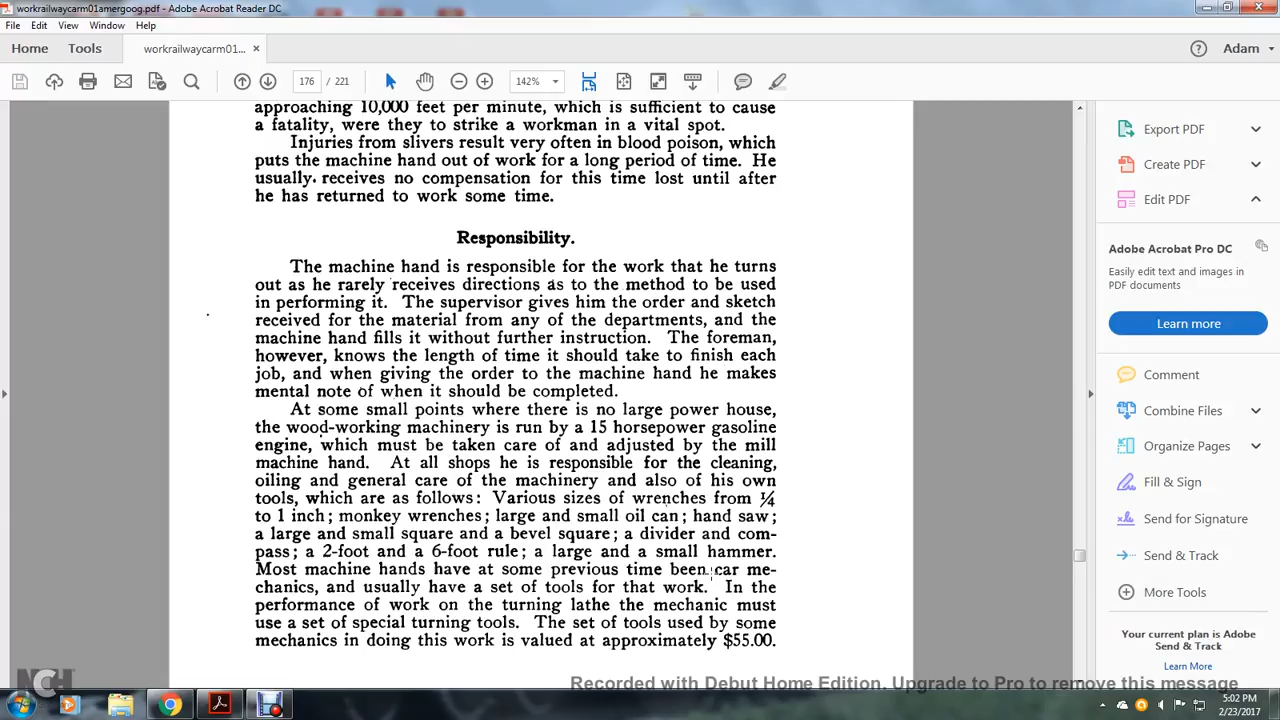 workrailwaycarm01amergoog.pdf - Adobe Acrobat Reader DC
File Edit View Window Help
Home Tools workrailwaycarm01... × Adam
176 / 221 142%
approaching 10,000 feet per minute, which is sufficient to cause
a fatality, were they to strike a workman in a vital spot.
Injuries from slivers result very often in blood poison, which
puts the machine hand out of work for a long period of time. He
usually receives no compensation for this time lost until after
he has returned to work some time.
Responsibility.
The machine hand is responsible for the work that he turns
out as he rarely receives directions as to the method to be used
in performing it. The supervisor gives him the order and sketch
received for the material from any of the departments, and the
machine hand fills it without further instruction. The foreman,
however, knows the length of time it should take to finish each
job, and when giving the order to the machine hand he makes
mental note of when it should be completed.
At some small points where there is no large power house,
the wood-working machinery is run by a 15 horsepower gasoline
engine, which must be taken care of and adjusted by the mill
machine hand. At all shops he is responsible for the cleaning,
oiling and general care of the machinery and also of his own
tools, which are as follows: Various sizes of wrenches from ¼
to 1 inch; monkey wrenches; large and small oil can; hand saw;
a large and small square and a bevel square; a divider and com-
pass; a 2-foot and a 6-foot rule; a large and a small hammer.
Most machine hands have at some previous time been car me-
chanics, and usually have a set of tools for that work. In the
performance of work on the turning lathe the mechanic must
use a set of special turning tools. The set of tools used by some
mechanics in doing this work is valued at approximately $55.00.
Export PDF
Create PDF
Edit PDF
Adobe Acrobat Pro DC
Easily edit text and images in
PDF documents
Learn more
Comment
Combine Files
Organize Pages
Fill & Sign
Send for Signature
Send & Track
More Tools
Your current plan is Adobe
Send & Track
Learn More
NCH
Recorded with Debut Home Edition. Upgrade to Pro to remove this message
5:02 PM
2/23/2017